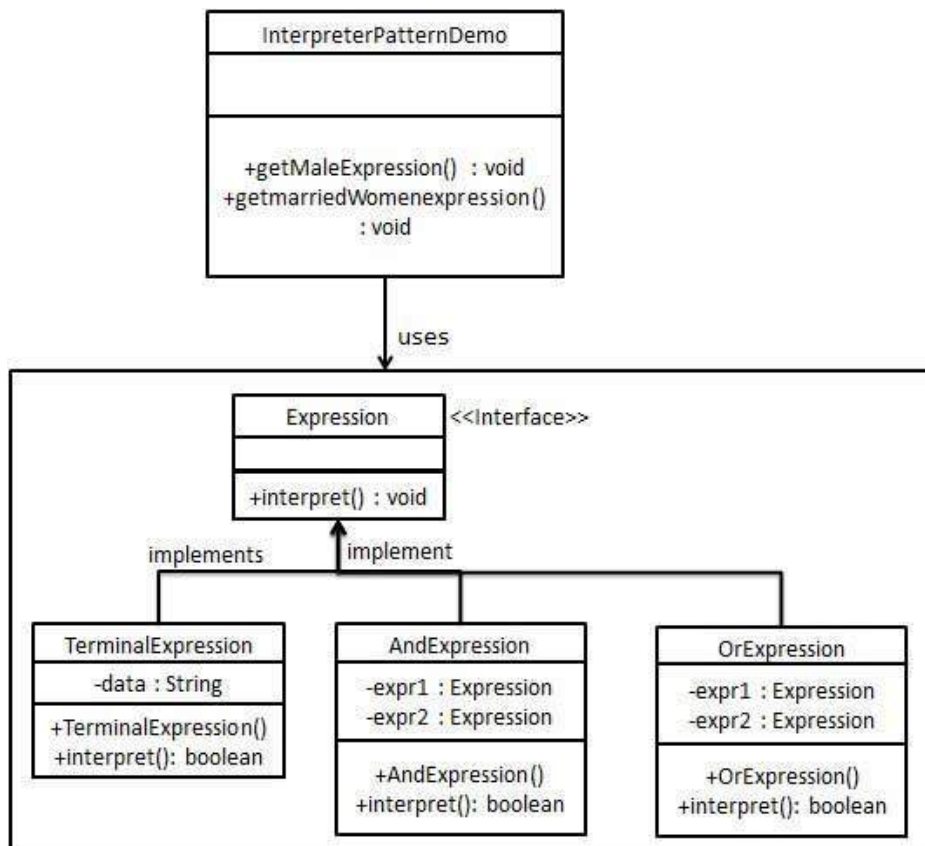 InterpreterPatternDemo
+getMaleExpression() : void
+getmarriedWomenexpression()
: void
uses
Expression
<<Interface>>
+interpret() : void
implements
implement
TerminalExpression
-data : String
+TerminalExpression()
+interpret(): boolean
AndExpression
-expr1 : Expression
-expr2 : Expression
+AndExpression()
+interpret(): boolean
OrExpression
-expr1 : Expression
-expr2 : Expression
+OrExpression()
+interpret(): boolean